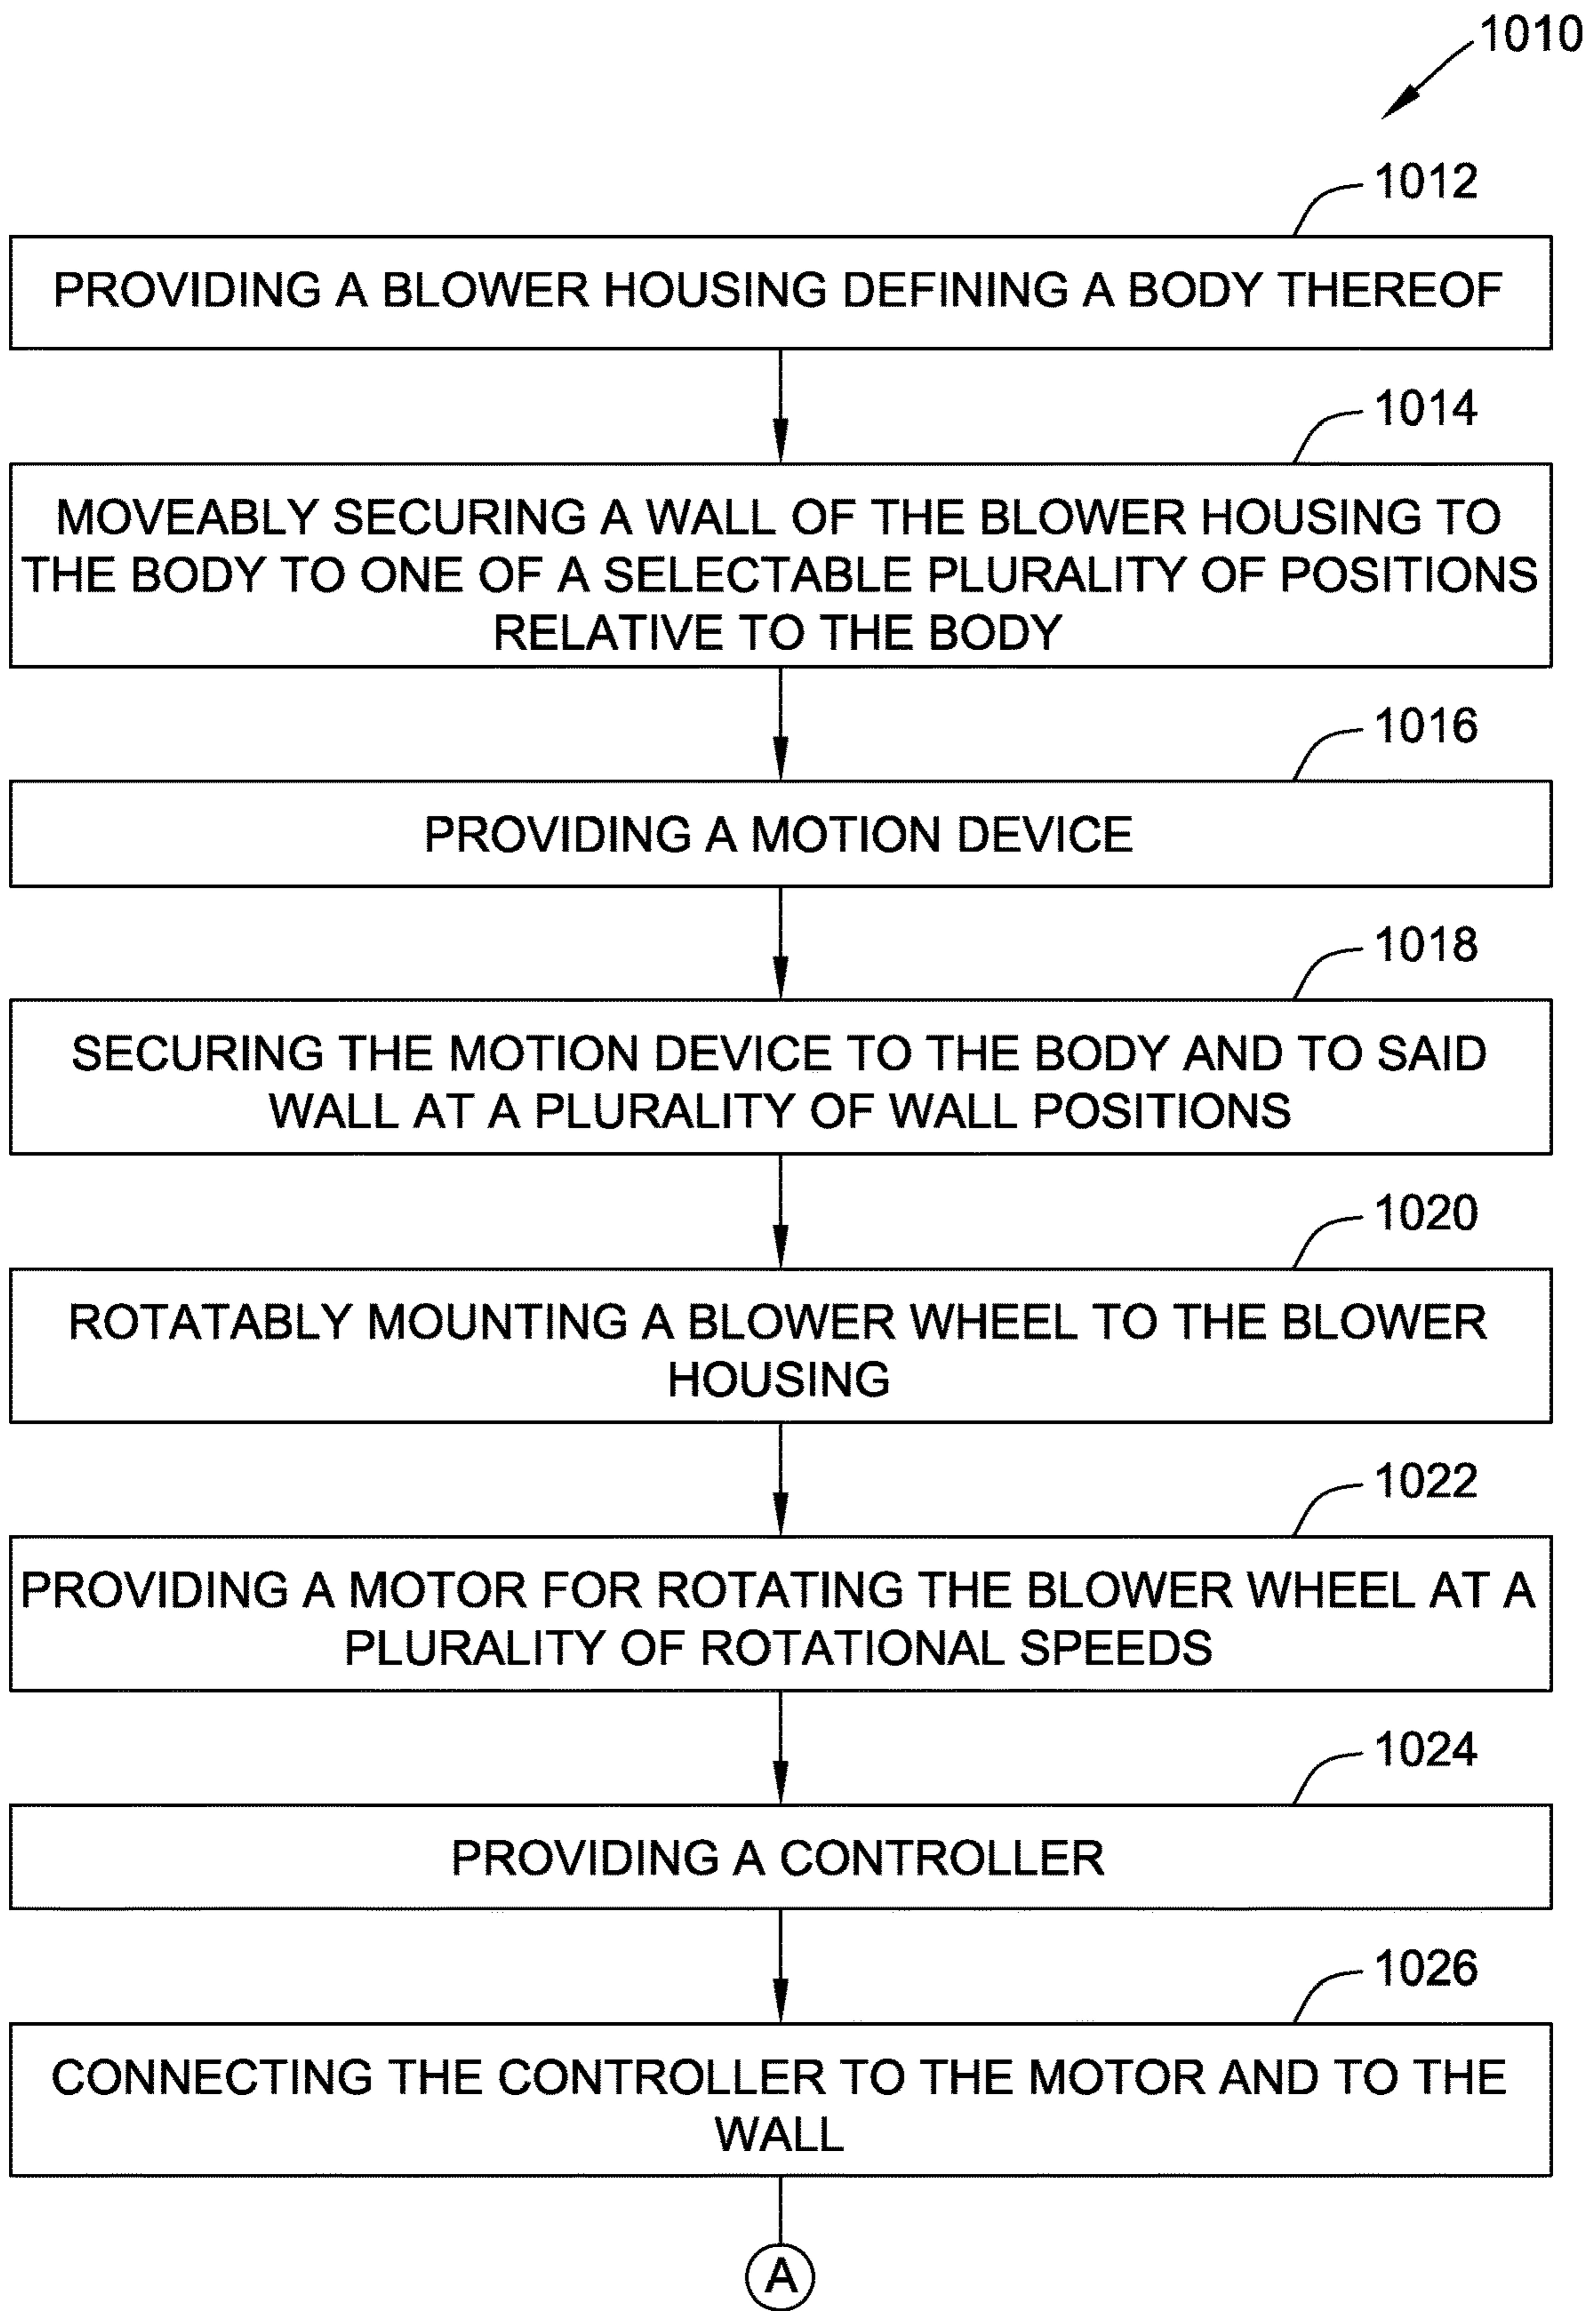 1010
1012
PROVIDING A BLOWER HOUSING DEFINING A BODY THEREOF
1014
MOVEABLY SECURING A WALL OF THE BLOWER HOUSING TO
THE BODY TO ONE OF A SELECTABLE PLURALITY OF POSITIONS
RELATIVE TO THE BODY
1016
PROVIDING A MOTION DEVICE
1018
SECURING THE MOTION DEVICE TO THE BODY AND TO SAID
WALL AT A PLURALITY OF WALL POSITIONS
1020
ROTATABLY MOUNTING A BLOWER WHEEL TO THE BLOWER
HOUSING
1022
PROVIDING A MOTOR FOR ROTATING THE BLOWER WHEEL AT A
PLURALITY OF ROTATIONAL SPEEDS
1024
PROVIDING A CONTROLLER
1026
CONNECTING THE CONTROLLER TO THE MOTOR AND TO THE
WALL
A